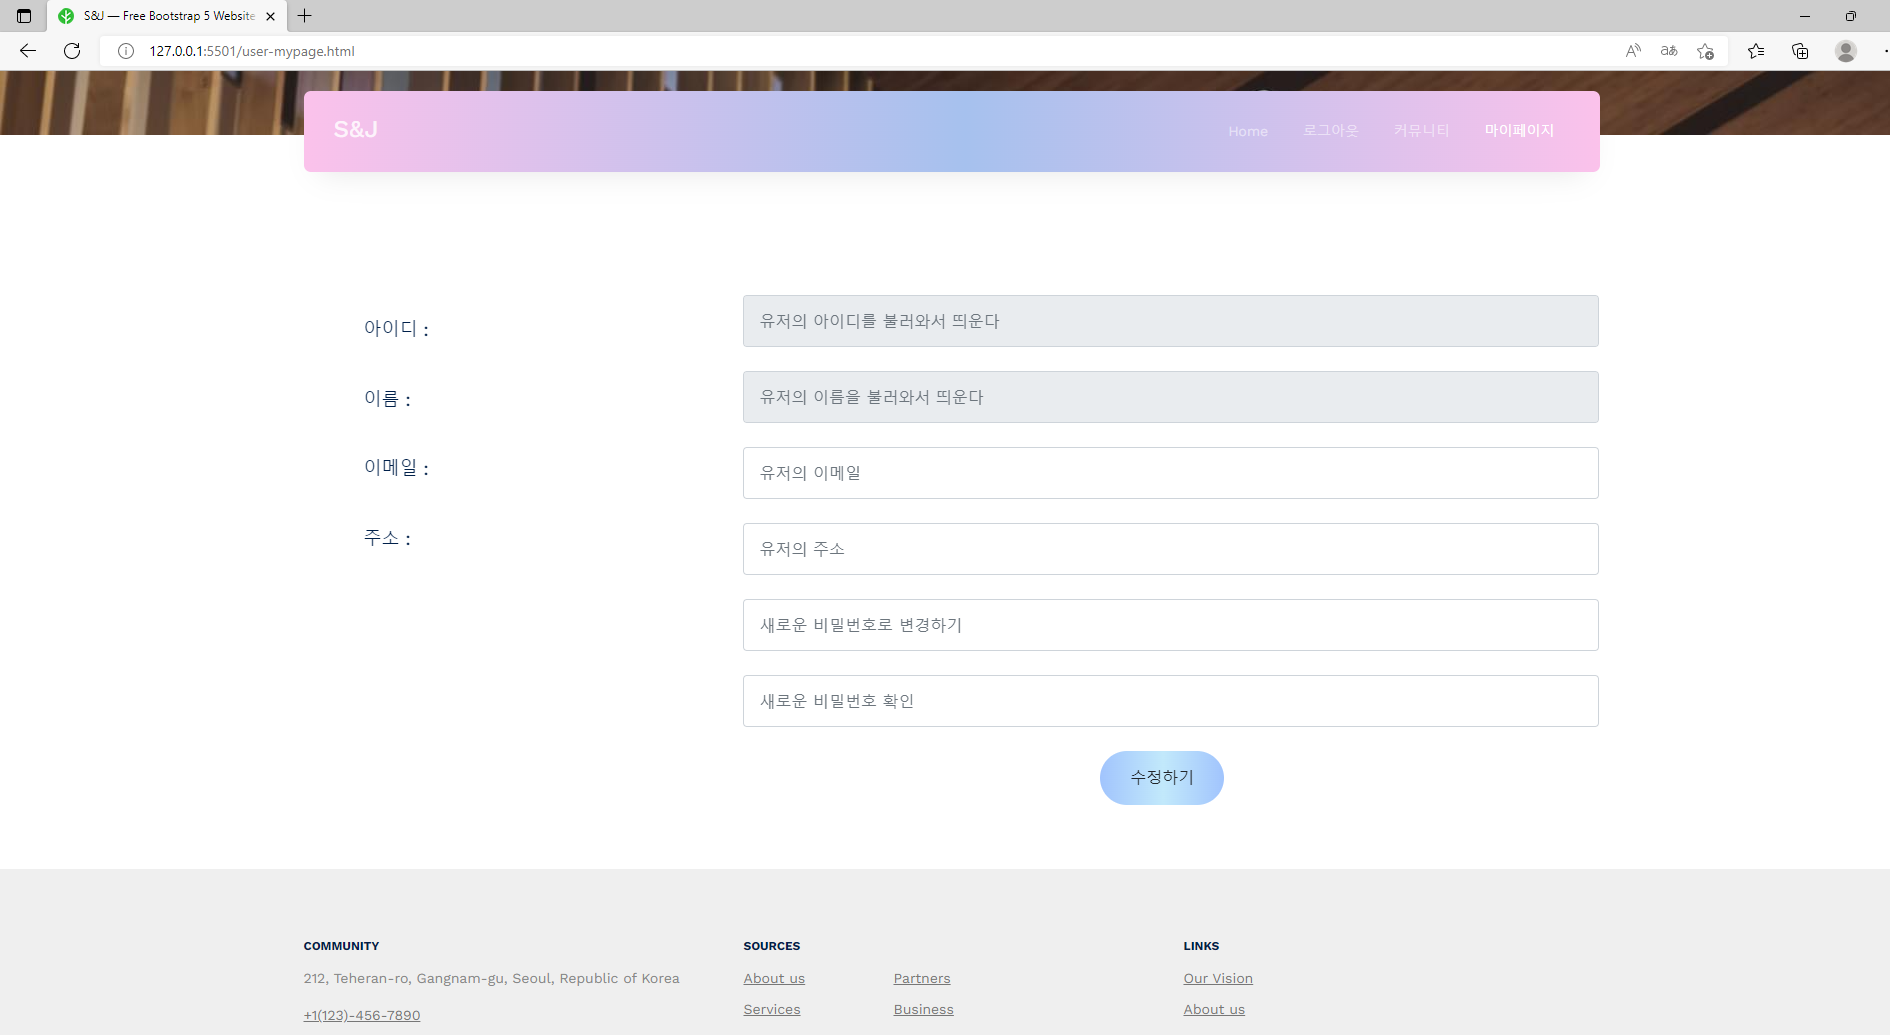 S&J — Free Bootstrap 5 Website
127.0.0.1:5501/user-mypage.html
S&J
Home 로그아웃 커뮤니티 마이페이지
아이디 :
유저의 아이디를 불러와서 띄운다
이름 :
유저의 이름을 불러와서 띄운다
이메일 :
유저의 이메일
주소 :
유저의 주소
새로운 비밀번호로 변경하기
새로운 비밀번호 확인
수정하기
COMMUNITY
212, Teheran-ro, Gangnam-gu, Seoul, Republic of Korea
+1(123)-456-7890
SOURCES
About us Partners
Services Business
LINKS
Our Vision
About us